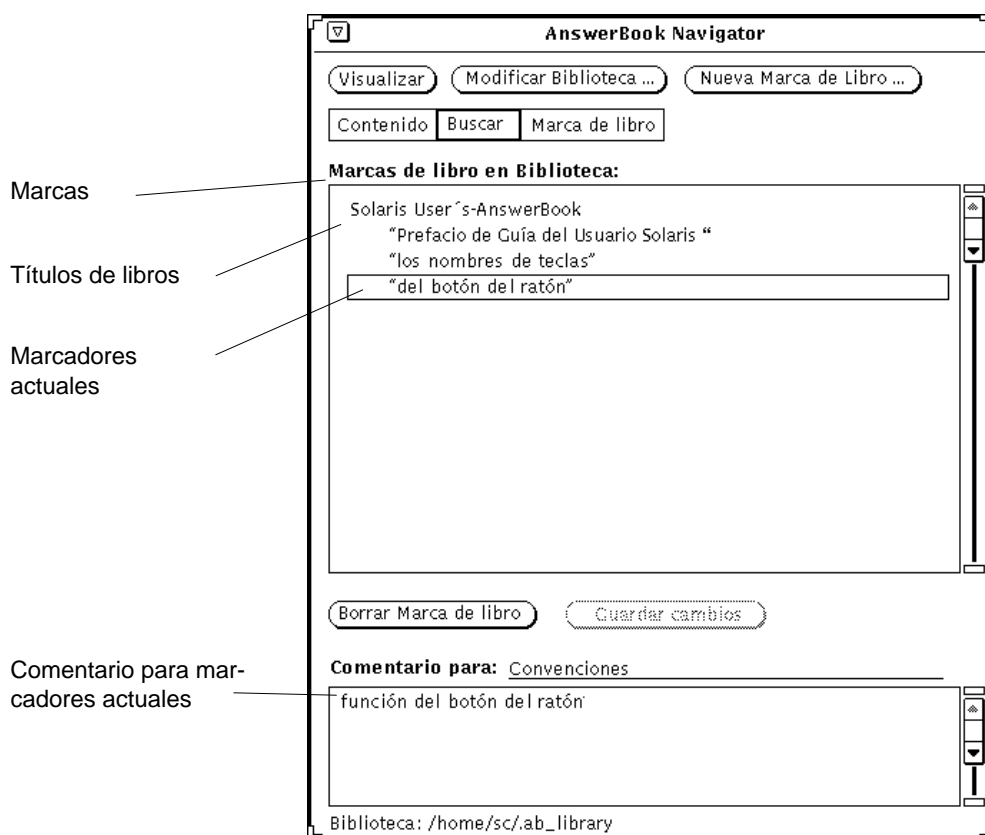 AnswerBook Navigator
Visualizar Modificar Biblioteca ... Nueva Marca de Libro ...
Contenido Buscar Marca de libro
Marcas de libro en Biblioteca:
Marcas
Solaris User´s-AnswerBook
“Prefacio de Guía del Usuario Solaris “
Títulos de libros
“los nombres de teclas”
“del botón del ratón”
Marcadores
actuales
Borrar Marca de libro Guardar cambios
Comentario para: Convenciones
Comentario para mar-
cadores actuales
función del botón del ratón
Biblioteca: /home/sc/.ab_library